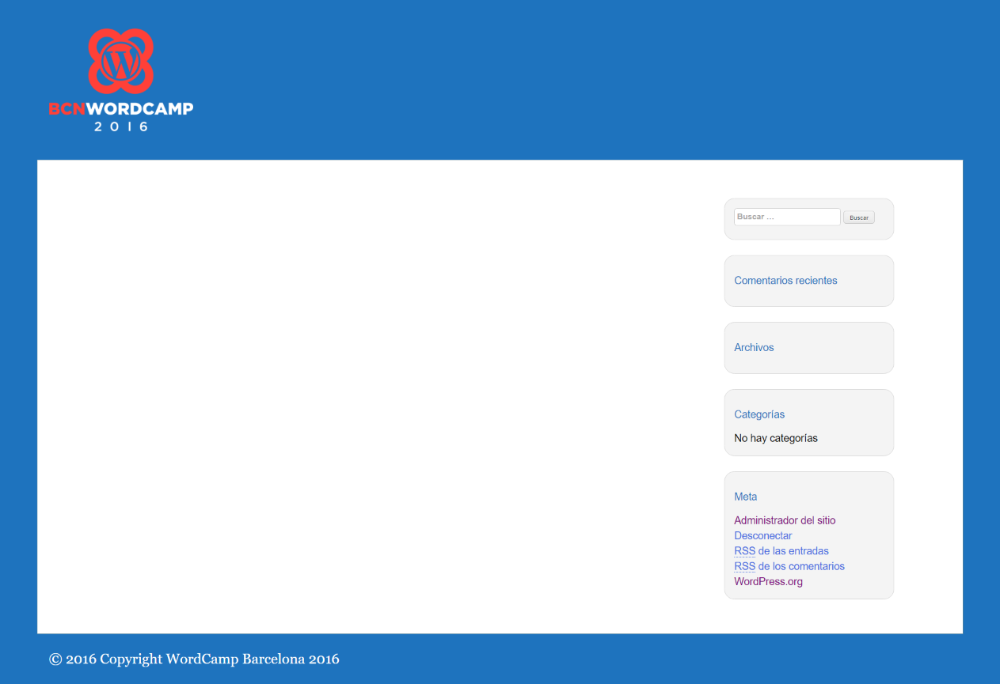 BCNWORDCAMP
2016
Buscar ...
Buscar
Comentarios recientes
Archivos
Categorías
No hay categorías
Meta
Administrador del sitio
Desconectar
RSS de las entradas
RSS de los comentarios
WordPress.org
© 2016 Copyright WordCamp Barcelona 2016